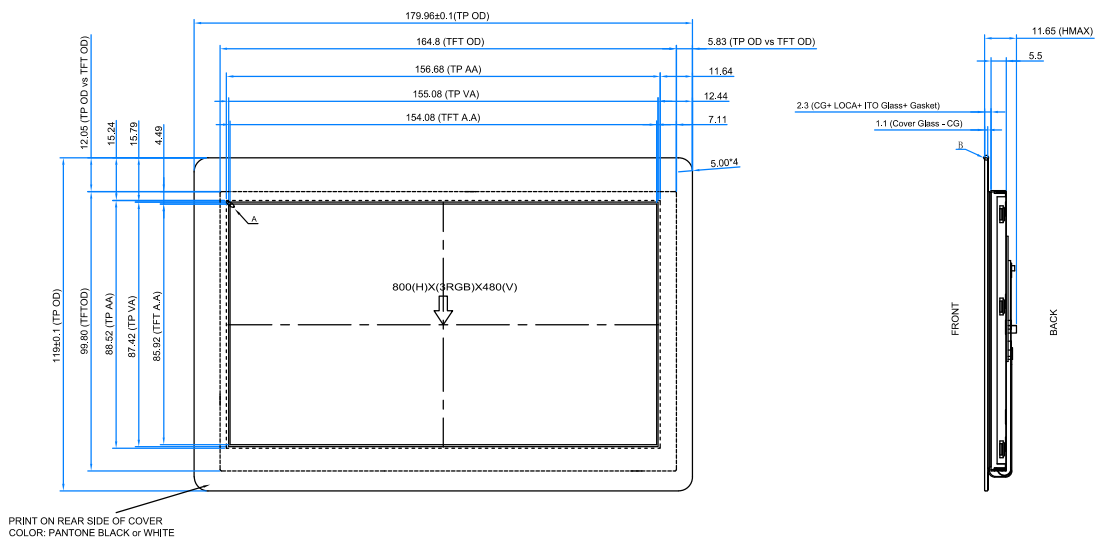 179.96±0.1(TP OD)
164.8 (TFT OD)
5.83 (TP OD vs TFT OD)
156.68 (TP AA)
11.64
155.08 (TP VA)
12.44
154.08 (TFT A.A)
7.11
12.05 (TP OD vs TFT OD)
15.24
15.79
4.49
5.00*4
A
119±0.1 (TP OD)
99.80 (TFTOD)
88.52 (TP AA)
87.42 (TP VA)
85.92 (TFT A.A)
800(H)X(3RGB)X480(V)
PRINT ON REAR SIDE OF COVER
COLOR: PANTONE BLACK or WHITE
11.65 (HMAX)
5.5
2.3 (CG+ LOCA+ ITO Glass+ Gasket)
1.1 (Cover Glass - CG)
B
FRONT
BACK